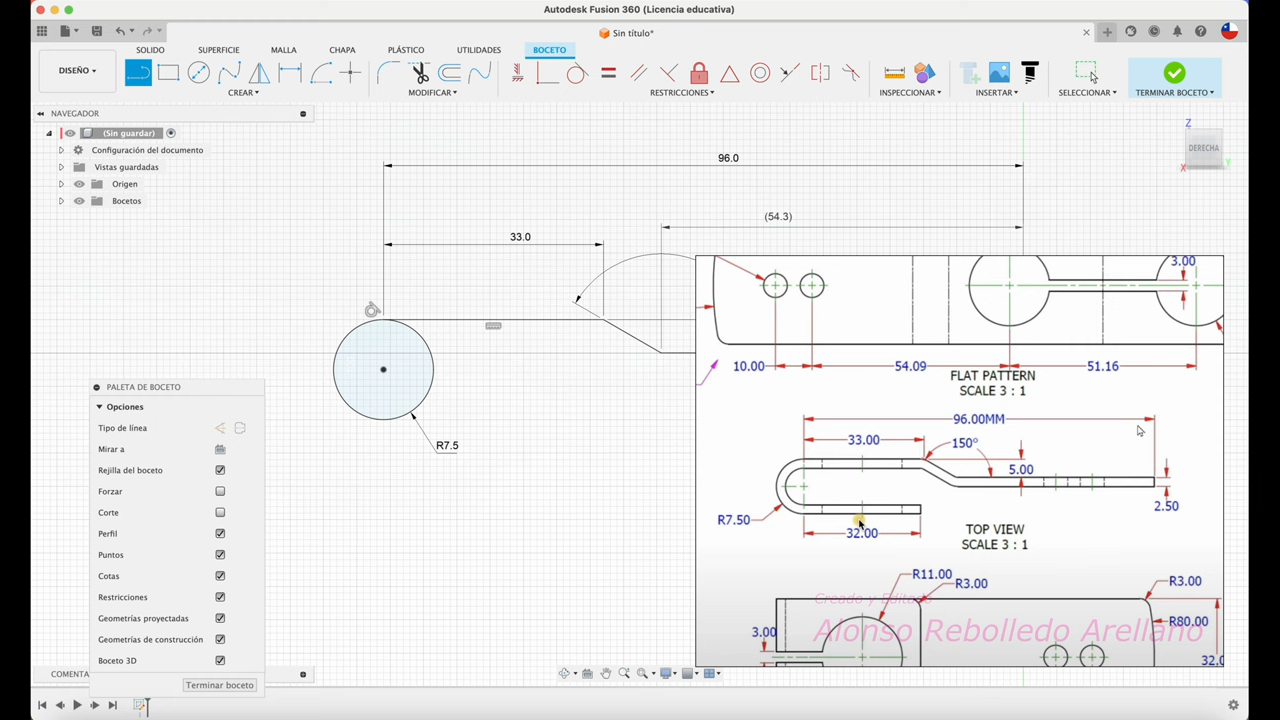 Autodesk Fusion 360 (Licencia educativa)
Sin título*
DISEÑO
SÓLIDO
SUPERFICIE
MALLA
CHAPA
PLÁSTICO
UTILIDADES
BOCETO
CREAR
MODIFICAR
RESTRICCIONES
INSPECCIONAR
INSERTAR
SELECCIONAR
TERMINAR BOCETO
NAVEGADOR
(Sin guardar)
Configuración del documento
Vistas guardadas
Origen
Bocetos
Z
DERECHA
X
Y
96.0
(54.3)
33.0
R7.5
PALETA DE BOCETO
Opciones
Tipo de línea
Mirar a
Rejilla del boceto
Forzar
Corte
Perfil
Puntos
Cotas
Restricciones
Geometrías proyectadas
Geometrías de construcción
Boceto 3D
Terminar boceto
3.00
10.00
54.09
51.16
FLAT PATTERN
SCALE 3 : 1
96.00MM
33.00
150°
5.00
2.50
R7.50
32.00
TOP VIEW
SCALE 3 : 1
R11.00
R3.00
R3.00
Creado y Editado
Alonso Rebolledo Arellano
R80.00
3.00
32.0
COMENTA